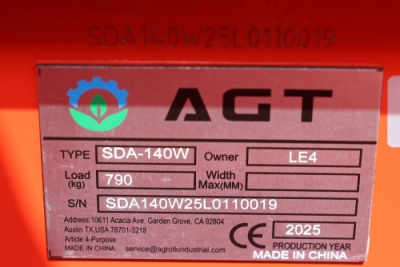 SDA140W25L0110019
AGT
TYPE SDA-140W Owner LE4
Load (kg) 790 Width Max(MM)
S/N SDA140W25L0110019
Address:10611 Acacia Ave, Garden Grove, CA 92804
Austin TX,USA 78701-3218
Article 4-Purpose
MADE IN CHINA service@agrotkindustrial.com
CE 2025
PRODUCTION YEAR
MADE IN CHINA